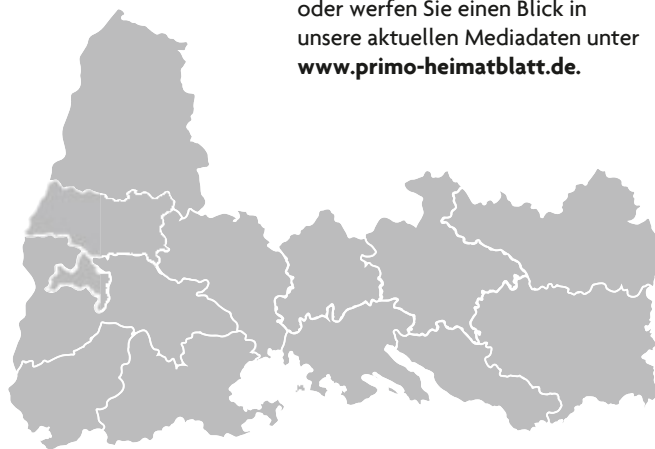 oder werfen Sie einen Blick in
unsere aktuellen Mediadaten unter
www.primo-heimatblatt.de.